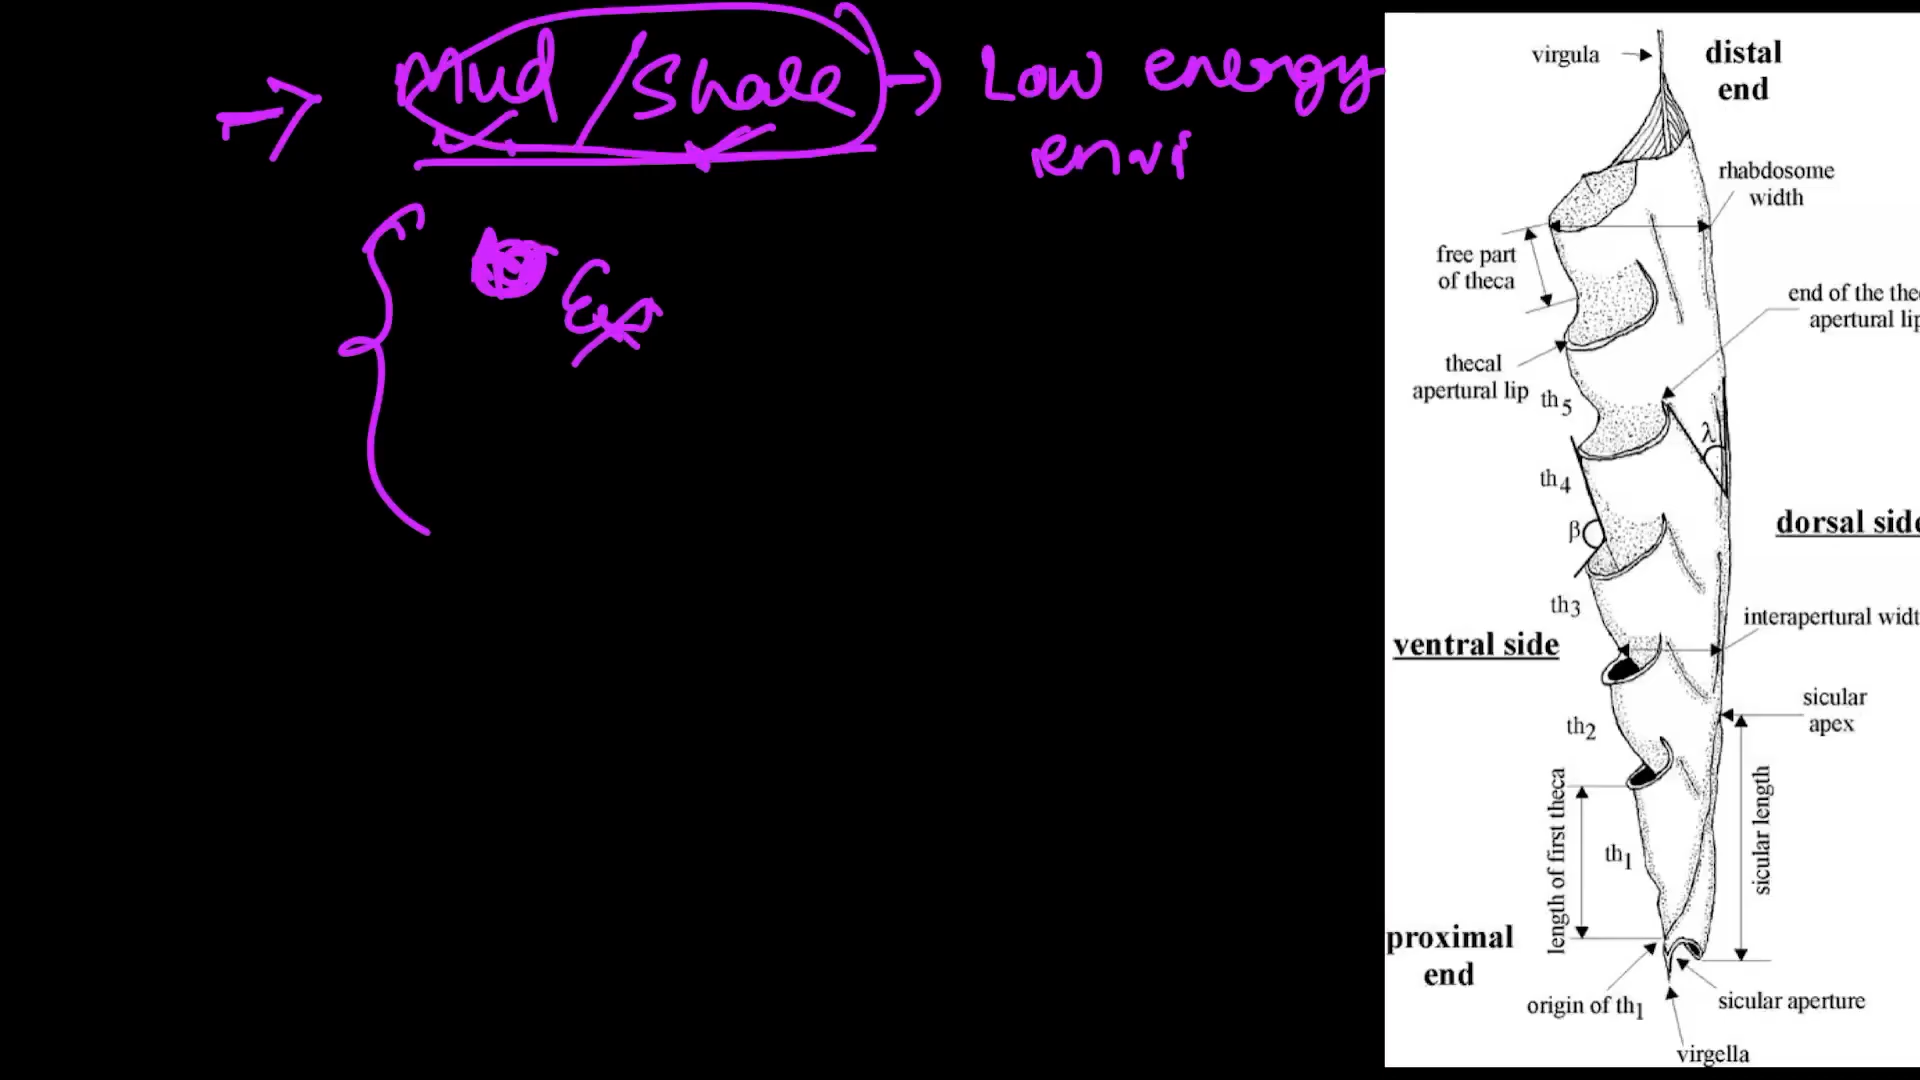 Mud / Shale → Low energy
envi
virgula
distal
end
rhabdosome
width
free part
of theca
end of the the
apertural lip
thecal
apertural lip
th5
λ
th4
β
dorsal side
th3
interapertural widt
ventral side
sicular
apex
th2
length of first theca
sicular length
th1
proximal
end
origin of th1
sicular aperture
virgella